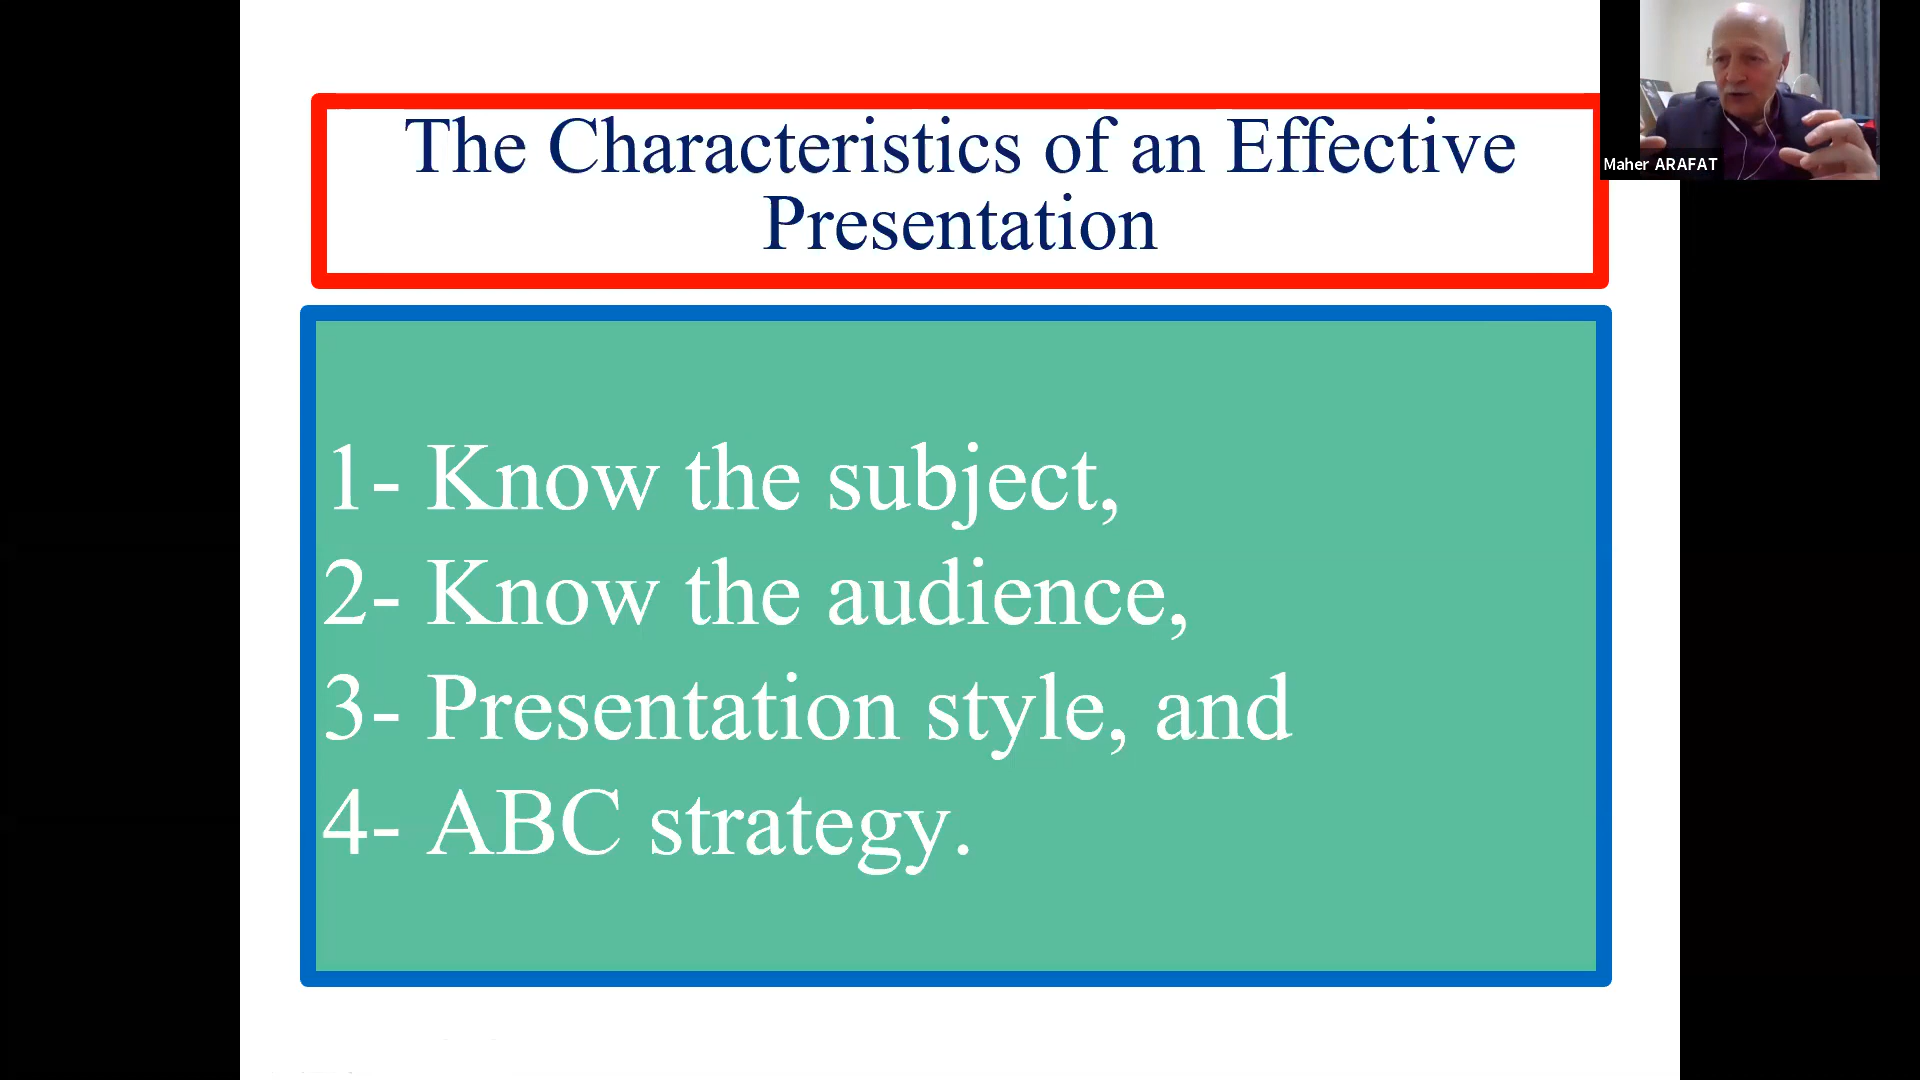 The Characteristics of an Effective
Presentation
Maher ARAFAT
1- Know the subject,
2- Know the audience,
3- Presentation style, and
4- ABC strategy.